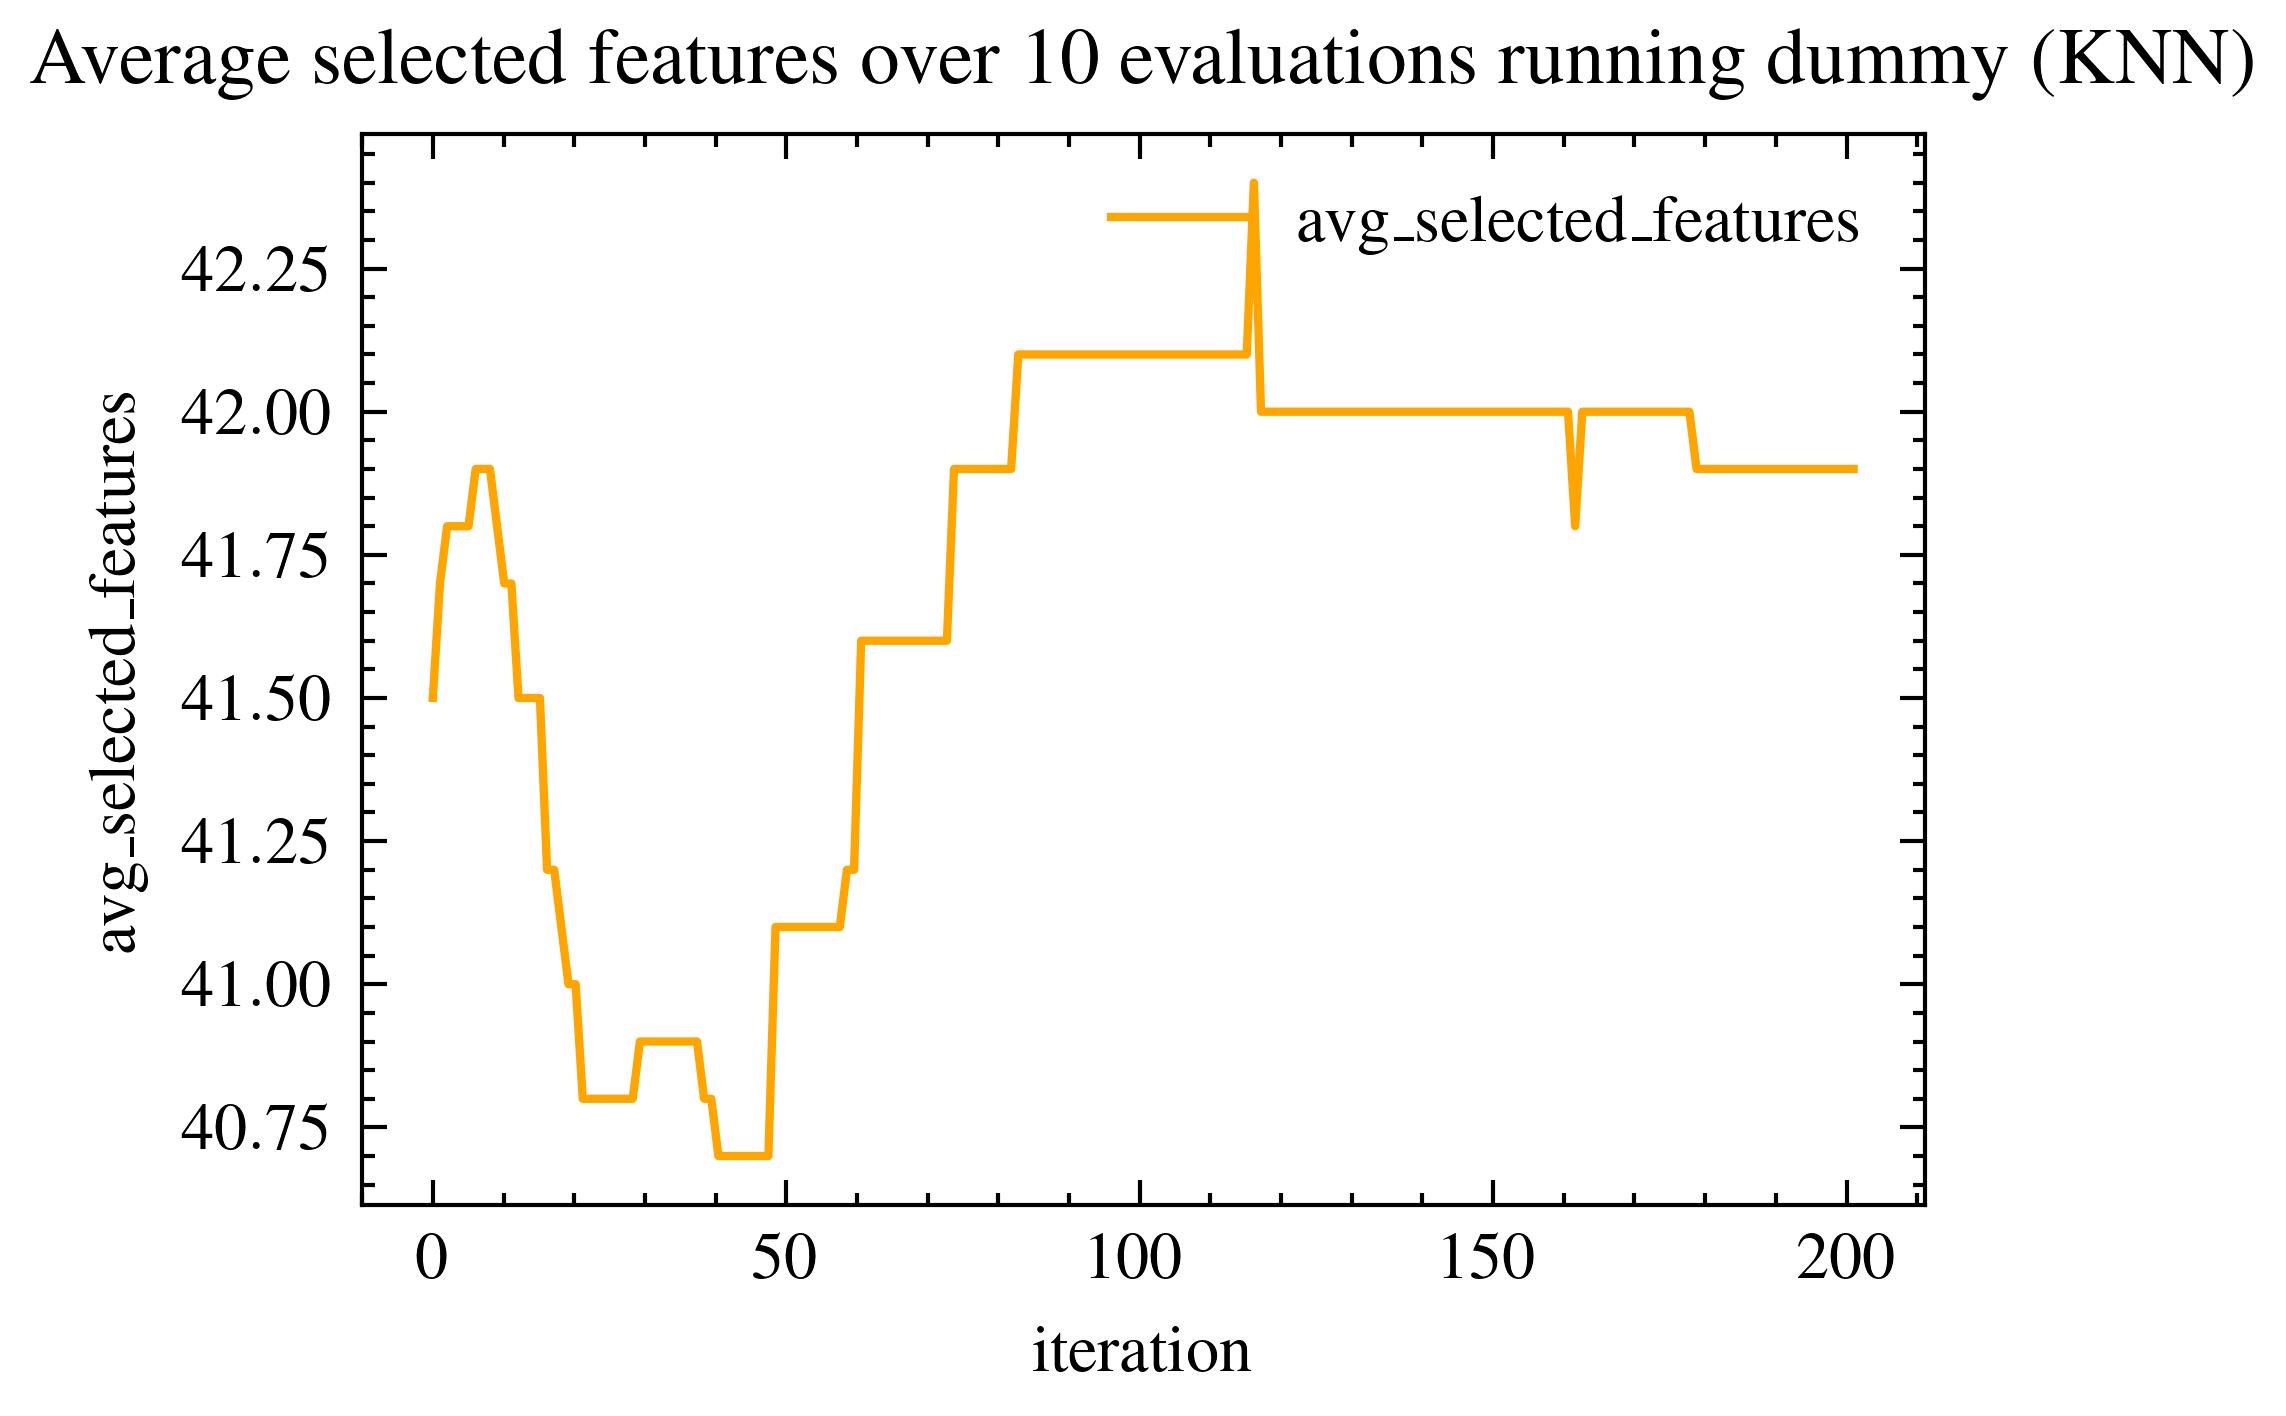 Average selected features over 10 evaluations running dummy (KNN)
avg_selected_features
42.25
42.00
41.75
41.50
41.25
41.00
40.75
avg_selected_features
0 50 100 150 200
iteration